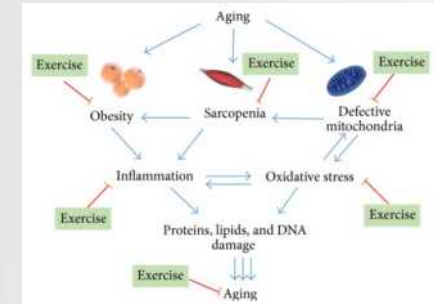 Aging
Exercise
Exercise
Exercise
Obesity
Sarcopenia
Defective
mitochondria
Inflammation
Oxidative stress
Exercise
Exercise
Proteins, lipids, and DNA
damage
Exercise
Aging